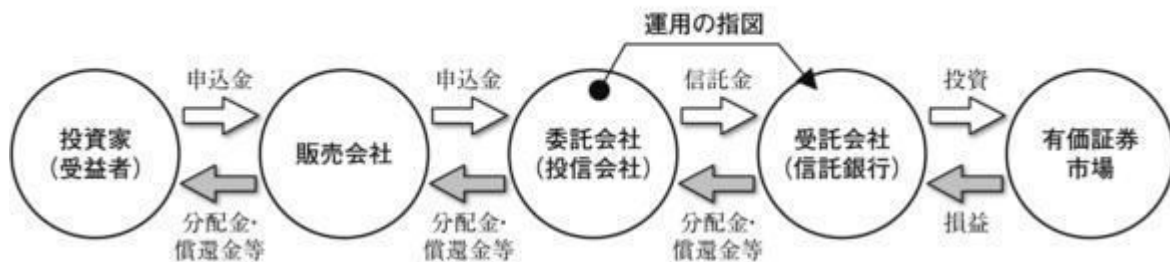 運用の指図
申込金
申込金
信託金
投資
投資家
(受益者)
販売会社
委託会社
(投信会社)
受託会社
(信託銀行)
有価証券
市場
分配金・
償還金等
分配金・
償還金等
分配金・
償還金等
損益